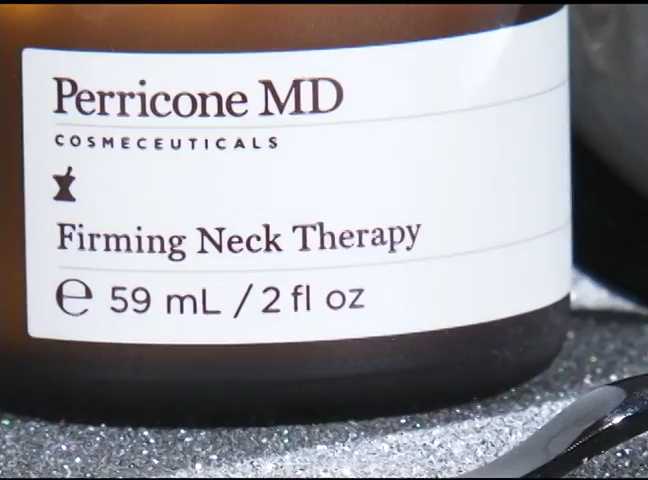 Perricone MD
COSMECEUTICALS
Firming Neck Therapy
℮ 59 mL / 2 fl oz